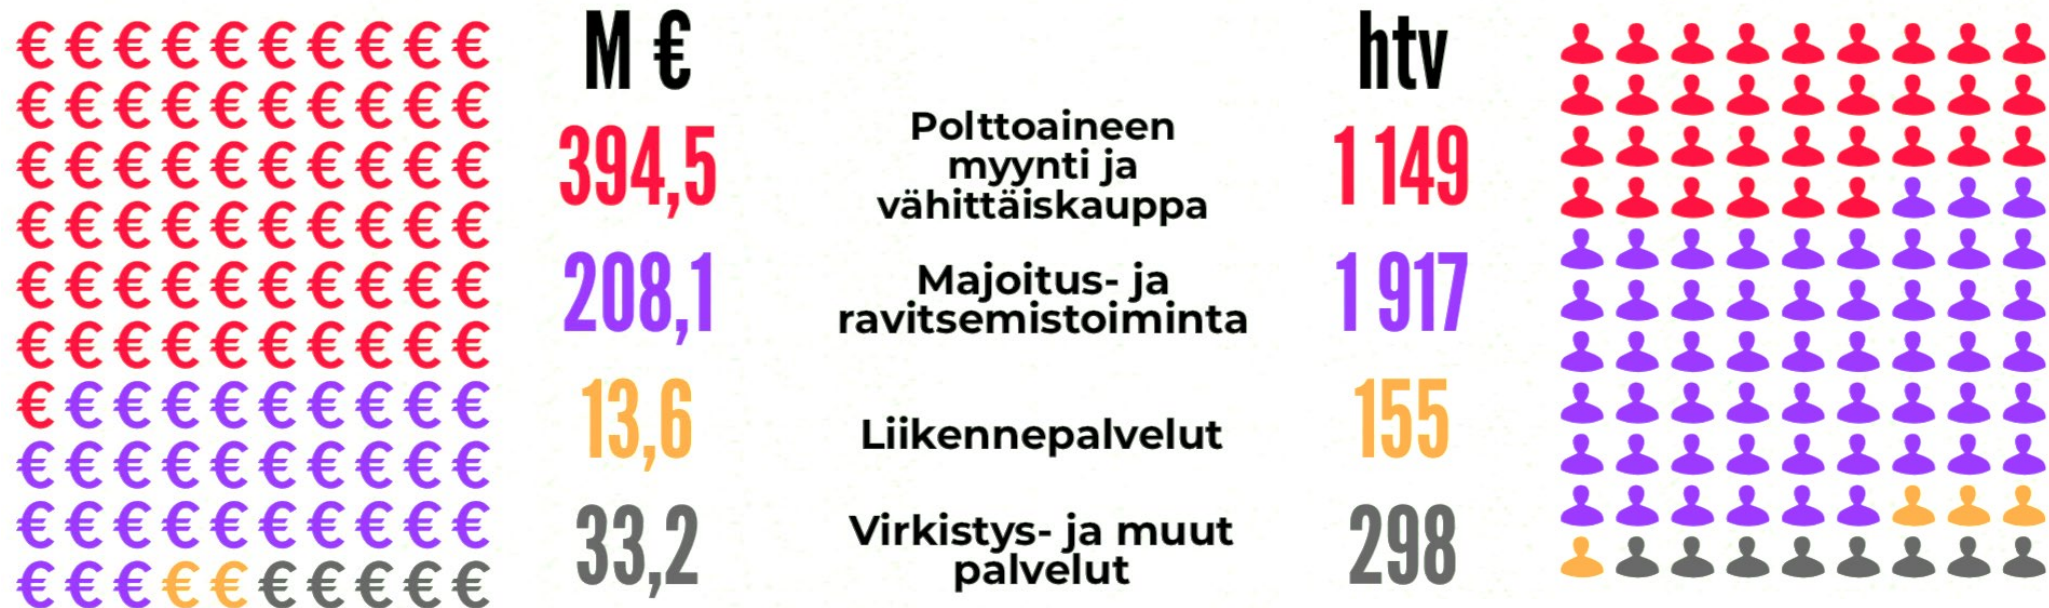 M €
htv
394,5
Polttoaineen
myynti ja
vähittäiskauppa
1 149
208,1
Majoitus- ja
ravitsemistoiminta
1 917
13,6
Liikennepalvelut
155
33,2
Virkistys- ja muut
palvelut
298